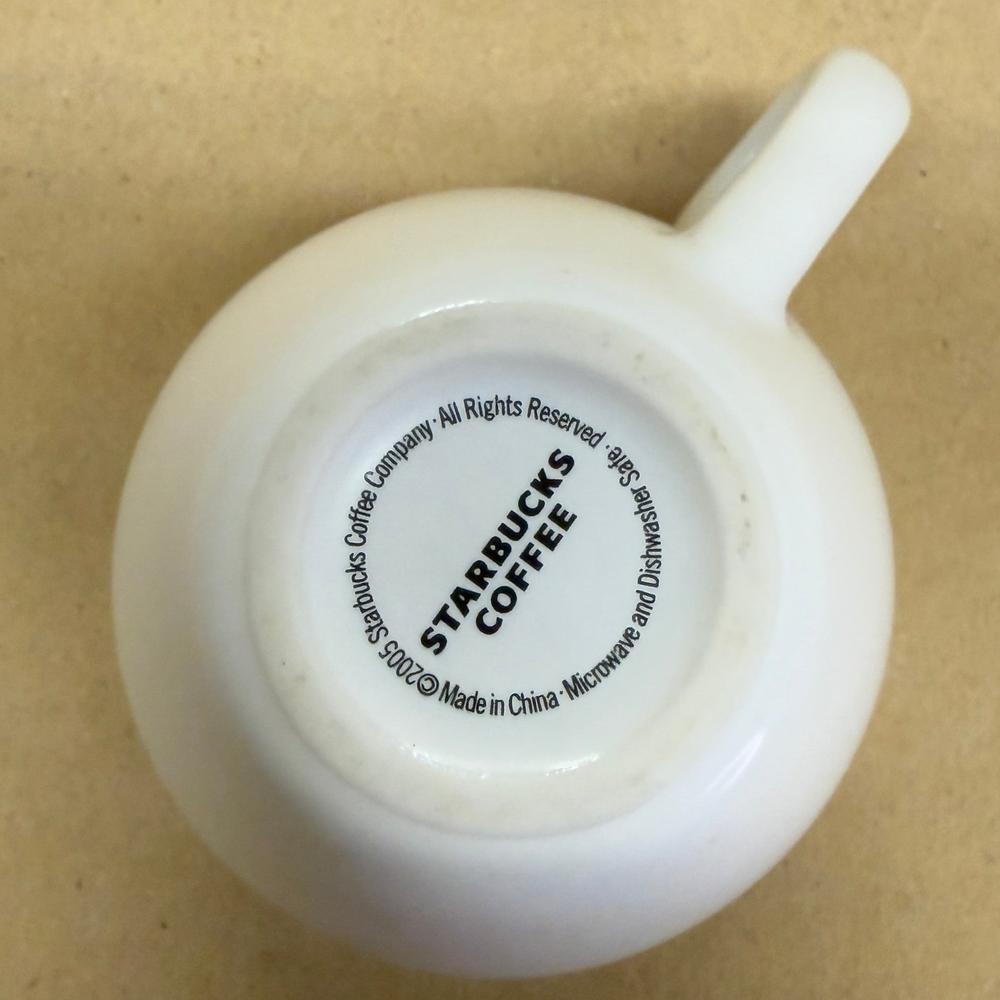 STARBUCKS
COFFEE
©2005 Starbucks Coffee Company·All Rights Reserved·
Made in China·Microwave and Dishwasher Safe·